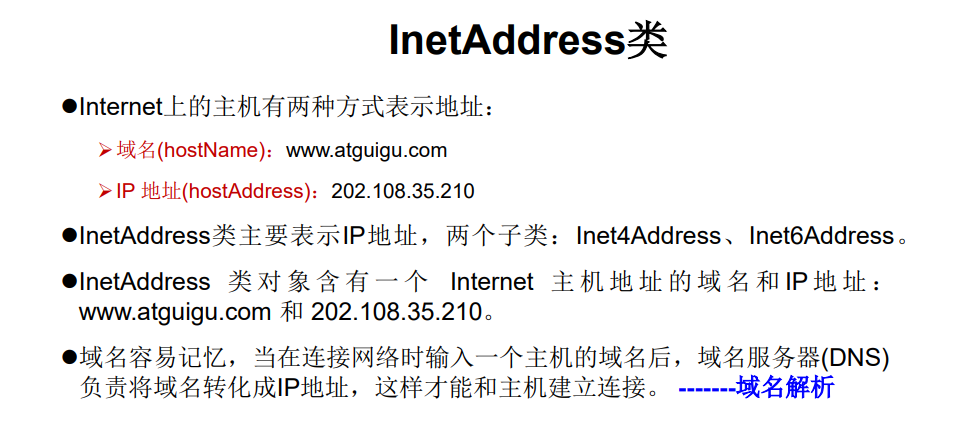 InetAddress类
●Internet上的主机有两种方式表示地址：
➢域名(hostName)：www.atguigu.com
➢IP 地址(hostAddress)：202.108.35.210
●InetAddress类主要表示IP地址，两个子类：Inet4Address、Inet6Address。
●InetAddress 类对象含有一个 Internet 主机地址的域名和IP地址：
www.atguigu.com 和 202.108.35.210。
●域名容易记忆，当在连接网络时输入一个主机的域名后，域名服务器(DNS)
负责将域名转化成IP地址，这样才能和主机建立连接。 -------域名解析